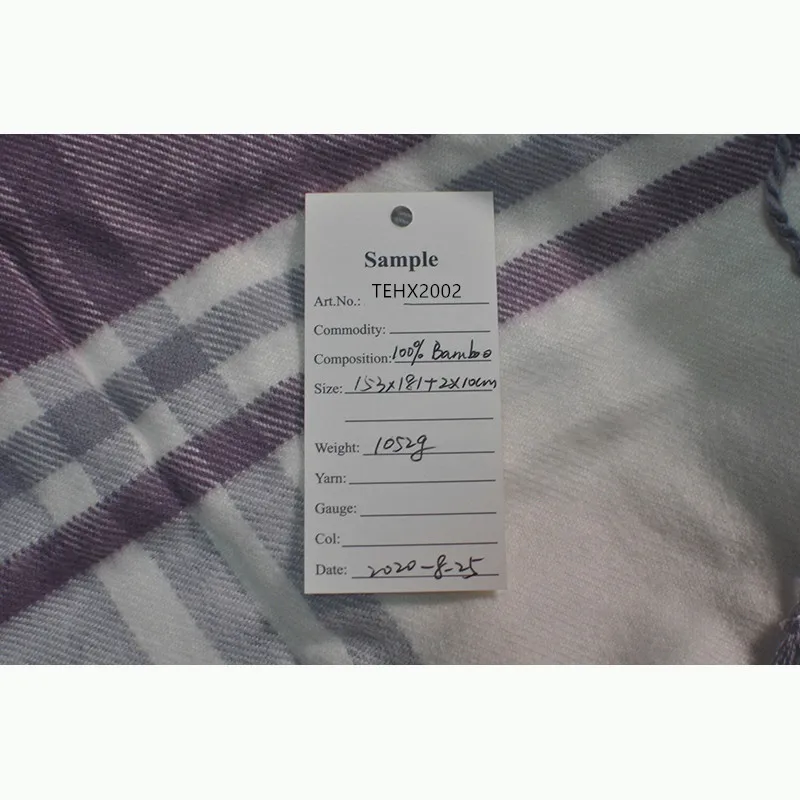 Sample
Art.No.: TEHX2002
Commodity:
Composition: 100% Bamboo
Size: 153x181+2x10cm
Weight: 1052g
Yarn:
Gauge:
Col:
Date: 2020-8-25